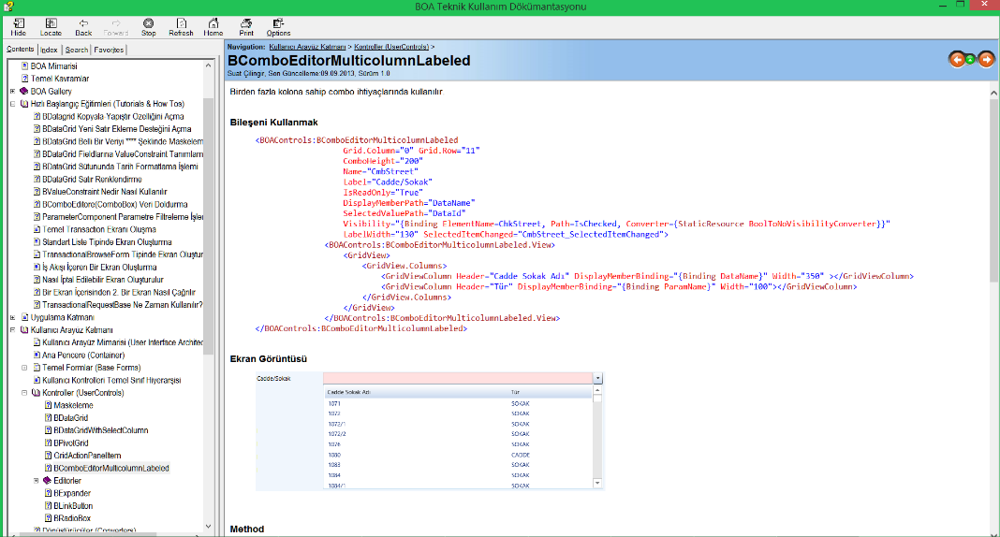 BOA Teknik Kullanım Dökümantasyonu
Hide Locate Back Forward Stop Refresh Home Print Options
Contents Index Search Favorites
BOA Mimarisi
Temel Kavramlar
BOA Gallery
Hızlı Başlangıç Eğitimleri (Tutorials & How Tos)
BDatagrid Kopyala-Yapıştır Özelliğini Açma
BDataGrid Yeni Satır Ekleme Desteğini Açma
BDataGrid Belli Bir Veriyi **** Şeklinde Maskelem
BDataGrid Fieldlarına ValueConstraint Tanımlam
BDataGrid Sütununda Tarih Formatlama İşlemi
BDataGrid Satır Renklendirme
BValueConstraint Nedir Nasıl Kullanılır
BComboEditore(ComboBox) Veri Doldurma
ParameterComponent Parametre Filtreleme İşler
Temel Transaction Ekranı Oluşma
Standart Liste Tipinde Ekran Oluşturma
TransactionalBrowseForm Tipinde Ekran Oluştur
İş Akışı İçeren Bir Ekran Oluşturma
Nasıl İptal Edilebilir Ekran Oluşturulur
Bir Ekran İçerisinden 2. Bir Ekran Nasıl Çağrılır
TransactionalRequestBase Ne Zaman Kullanılır?
Uygulama Katmanı
Kullanıcı Arayüz Katmanı
Kullanıcı Arayüz Mimarisi (User Interface Architec
Ana Pencere (Container)
Temel Formlar (Base Forms)
Kullanıcı Kontrolleri Temel Sınıf Hiyerarşisi
Kontroller (UserControls)
Maskeleme
BDataGrid
BDataGridWithSelectColumn
BPivotGrid
GridActionPanelItem
BComboEditorMulticolumnLabeled
Editorler
BExpander
BLinkButton
BRadioBox
Dönüştürücüler (Converters)
Navigation: Kullanıcı Arayüz Katmanı > Kontroller (UserControls) >
BComboEditorMulticolumnLabeled
Suat Çilingir, Son Güncelleme:09.09.2013, Sürüm 1.0
Birden fazla kolona sahip combo ihtiyaçlarında kullanılır
Bileşeni Kullanmak
<BOAControls:BComboEditorMulticolumnLabeled
Grid.Column="0" Grid.Row="11"
ComboHeight="200"
Name="CmbStreet"
Label="Cadde/Sokak"
IsReadOnly="True"
DisplayMemberPath="DataName"
SelectedValuePath="DataId"
Visibility="{Binding ElementName=ChkStreet, Path=IsChecked, Converter={StaticResource BoolToNoVisibilityConverter}}"
LabelWidth="130" SelectedItemChanged="CmbStreet_SelectedItemChanged">
<BOAControls:BComboEditorMulticolumnLabeled.View>
<GridView>
<GridView.Columns>
<GridViewColumn Header="Cadde Sokak Adı" DisplayMemberBinding="{Binding DataName}" Width="350" ></GridViewColumn>
<GridViewColumn Header="Tür" DisplayMemberBinding="{Binding ParamName}" Width="100"></GridViewColumn>
</GridView.Columns>
</GridView>
</BOAControls:BComboEditorMulticolumnLabeled.View>
</BOAControls:BComboEditorMulticolumnLabeled>
Ekran Görüntüsü
Cadde/Sokak
Cadde Sokak Adı Tür
1071 SOKAK
1072 SOKAK
1072/1 SOKAK
1072/2 SOKAK
1076 SOKAK
1080 CADDE
1083 SOKAK
1084 SOKAK
1084/1 SOKAK
Method